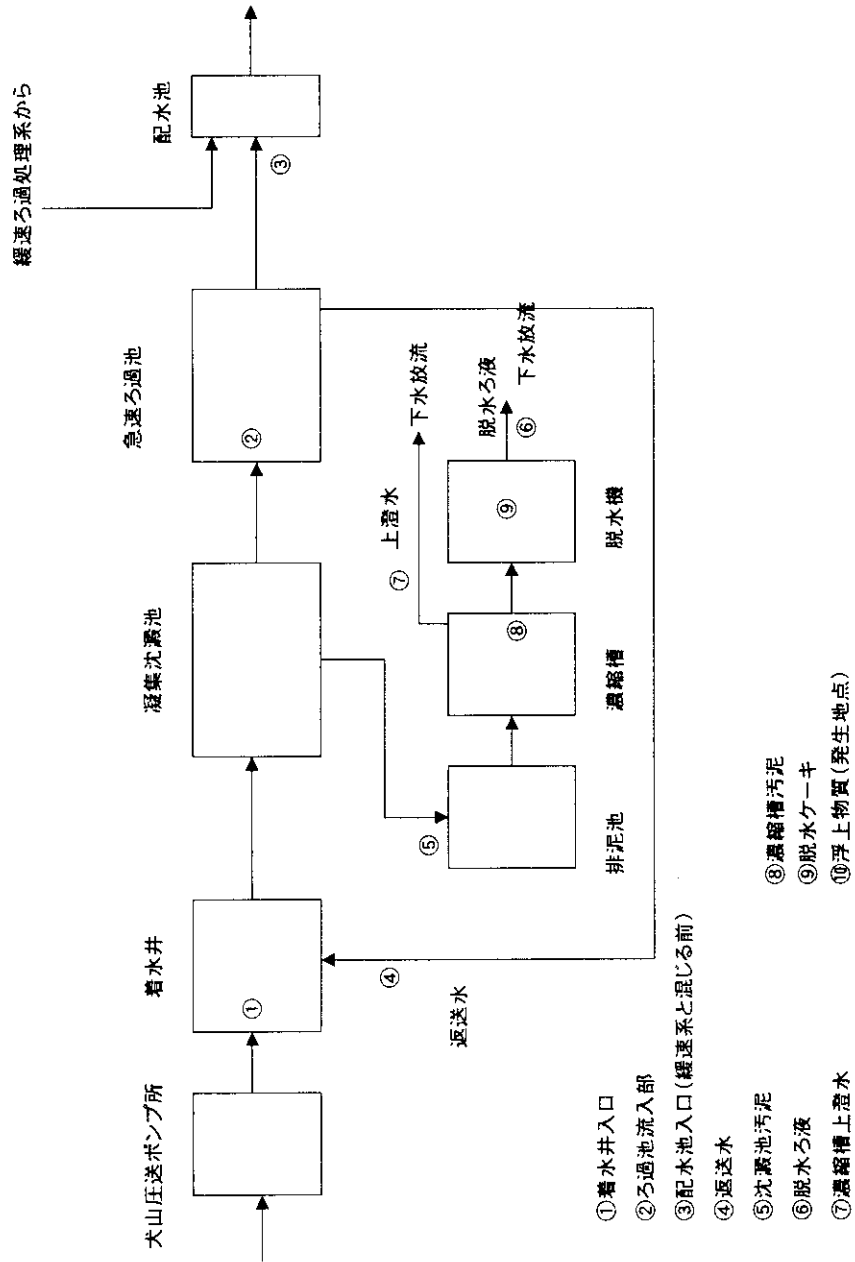 緩速ろ過処理系から
犬山圧送ポンプ所
着水井
凝集沈澱池
急速ろ過池
配水池
①
②
③
④
返送水
⑤
排泥池
⑧
濃縮槽
⑦
上澄水
下水放流
⑨
脱水機
脱水ろ液
⑥
下水放流
①着水井入口
②ろ過池流入部
③配水池入口(緩速系と混じる前)
④返送水
⑤沈澱池汚泥
⑥脱水ろ液
⑦濃縮槽上澄水
⑧濃縮槽汚泥
⑨脱水ケーキ
⑩浮上物質(発生地点)